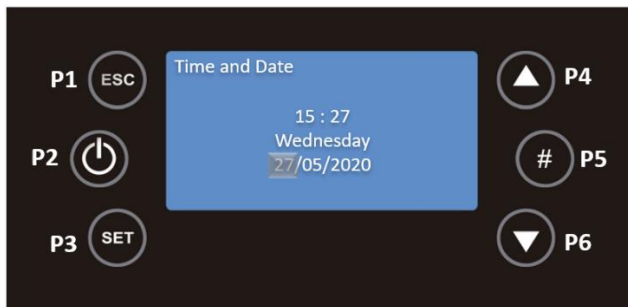 P1 ESC
P2
P3 SET
Time and Date
15 : 27
Wednesday
27/05/2020
P4
# P5
P6